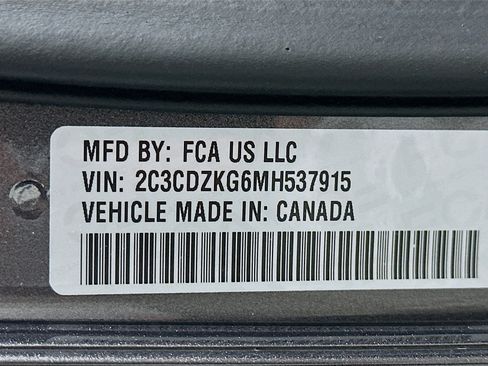 MFD BY: FCA US LLC
VIN: 2C3CDZKG6MH537915
VEHICLE MADE IN: CANADA